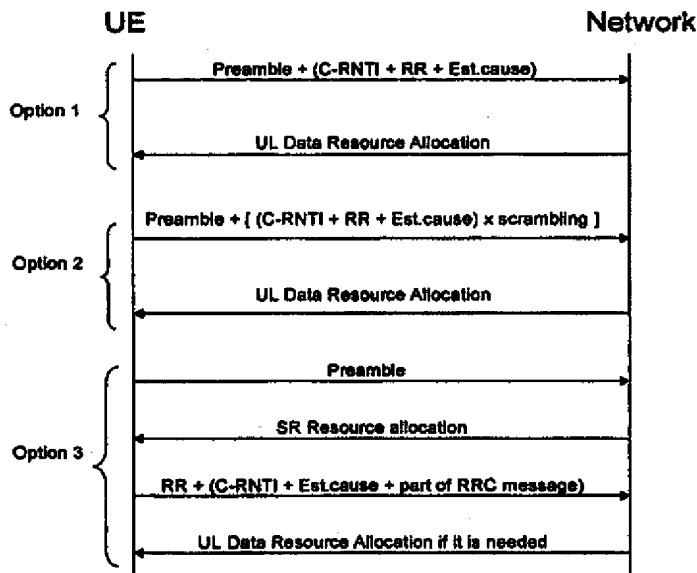 UE
Network
Preamble + (C-RNTI + RR + Est.cause)
Option 1
UL Data Resource Allocation
Preamble + [ (C-RNTI + RR + Est.cause) x scrambling ]
Option 2
UL Data Resource Allocation
Preamble
SR Resource allocation
Option 3
RR + (C-RNTI + Est.cause + part of RRC message)
UL Data Resource Allocation if it is needed